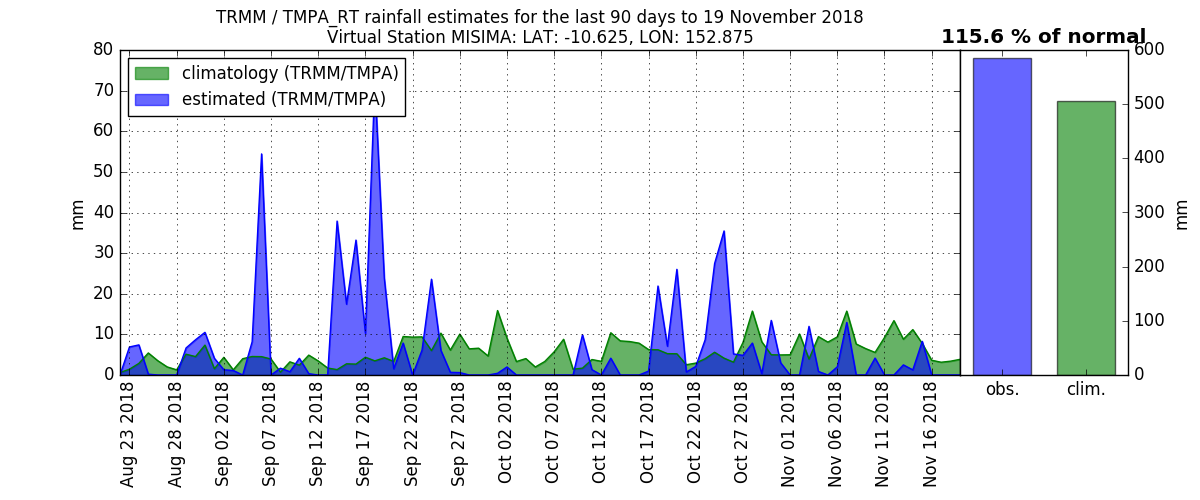 TRMM / TMPA_RT rainfall estimates for the last 90 days to 19 November 2018
Virtual Station MISIMA: LAT: -10.625, LON: 152.875
115.6 % of normal
climatology (TRMM/TMPA)
estimated (TRMM/TMPA)
80
70
60
50
40
30
20
10
0
mm
Aug 23 2018
Aug 28 2018
Sep 02 2018
Sep 07 2018
Sep 12 2018
Sep 17 2018
Sep 22 2018
Sep 27 2018
Oct 02 2018
Oct 07 2018
Oct 12 2018
Oct 17 2018
Oct 22 2018
Oct 27 2018
Nov 01 2018
Nov 06 2018
Nov 11 2018
Nov 16 2018
600
500
400
300
200
100
0
mm
obs.
clim.